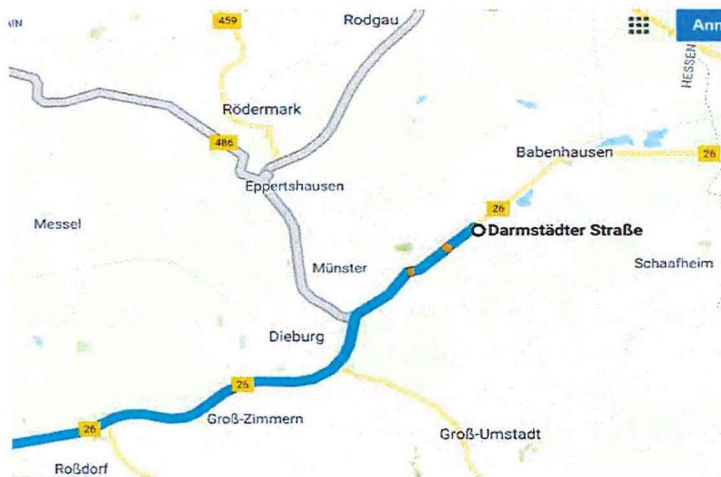 459
Rodgau
Ann
AIN
HESSEN
Rödermark
486
Babenhausen
26
Eppertshausen
26
Messel
Darmstädter Straße
Münster
Schaafheim
Dieburg
26
Groß-Zimmern
26
Groß-Umstadt
Roßdorf